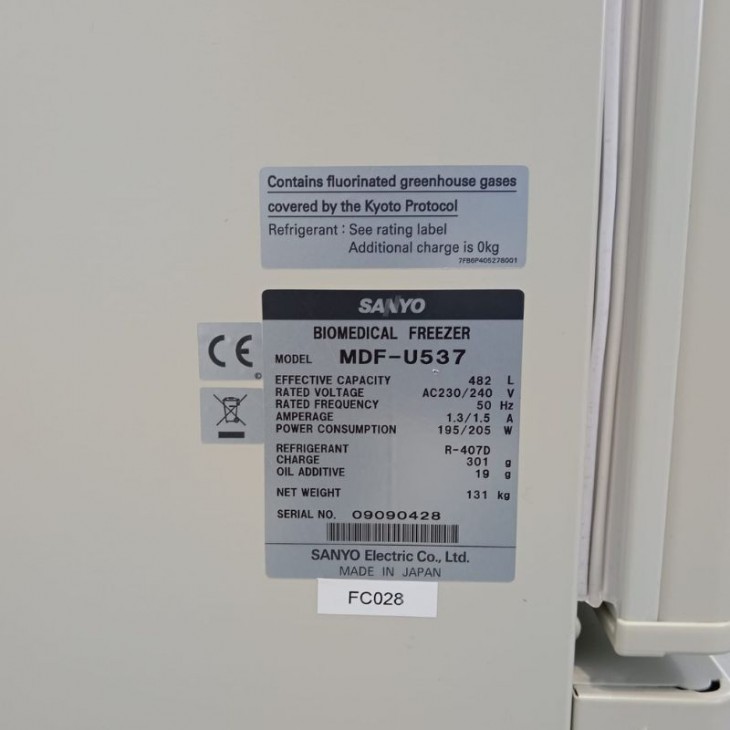 Contains fluorinated greenhouse gases
covered by the Kyoto Protocol
Refrigerant : See rating label
Additional charge is 0kg
7FB6P405278001
SANYO
BIOMEDICAL FREEZER
MODEL MDF-U537
EFFECTIVE CAPACITY 482 L
RATED VOLTAGE AC230/240 V
RATED FREQUENCY 50 Hz
AMPERAGE 1.3/1.5 A
POWER CONSUMPTION 195/205 W
REFRIGERANT R-407D
CHARGE 301 g
OIL ADDITIVE 19 g
NET WEIGHT 131 kg
SERIAL NO. 09090428
SANYO Electric Co., Ltd.
MADE IN JAPAN
CE
FC028